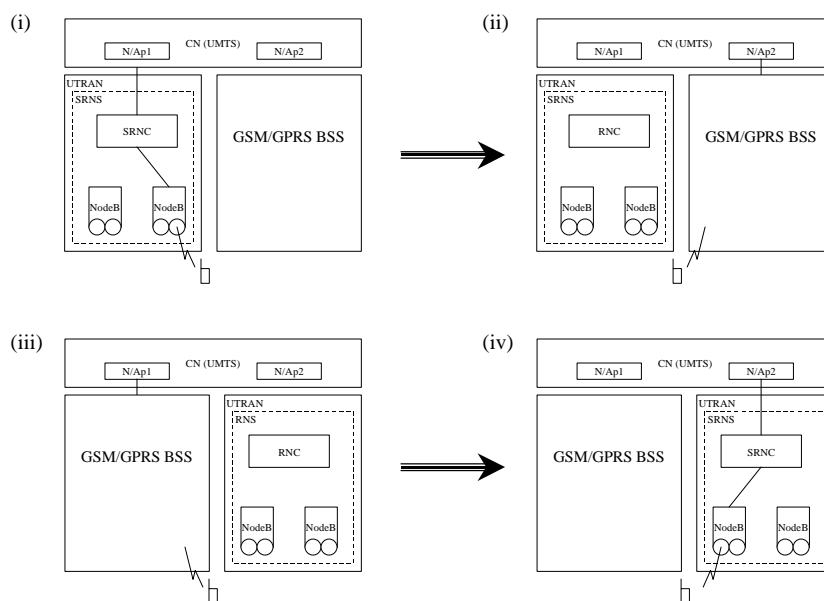 (i)
CN (UMTS)
N/Ap1
N/Ap2
UTRAN
SRNS
SRNC
NodeB
NodeB
GSM/GPRS BSS
(ii)
CN (UMTS)
N/Ap1
N/Ap2
UTRAN
SRNS
RNC
NodeB
NodeB
GSM/GPRS BSS
(iii)
CN (UMTS)
N/Ap1
N/Ap2
GSM/GPRS BSS
UTRAN
RNS
RNC
NodeB
NodeB
(iv)
CN (UMTS)
N/Ap1
N/Ap2
GSM/GPRS BSS
UTRAN
SRNS
SRNC
NodeB
NodeB